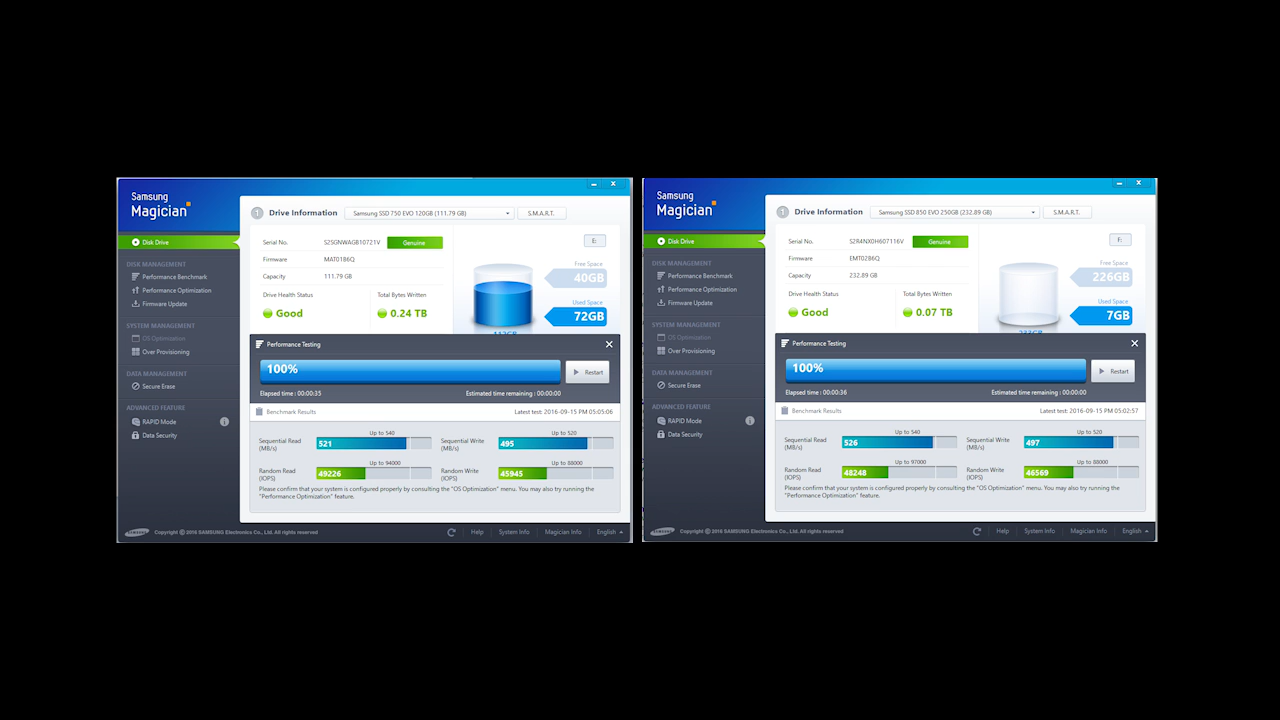 Samsung
Magician
Disk Drive
DISK MANAGEMENT
Performance Benchmark
Performance Optimization
Firmware Update
SYSTEM MANAGEMENT
OS Optimization
Over Provisioning
DATA MANAGEMENT
Secure Erase
ADVANCED FEATURE
RAPID Mode
Data Security
1 Drive Information Samsung SSD 750 EVO 120GB (111.79 GB) S.M.A.R.T.
Serial No. S2SGNWAGB10721V Genuine
Firmware MAT01B6Q
Capacity 111.79 GB
Drive Health Status Total Bytes Written
Good 0.24 TB
E:
Free Space
40GB
Used Space
72GB
112GB
Performance Testing
100% Restart
Elapsed time : 00:00:35 Estimated time remaining : 00:00:00
Benchmark Results Latest test: 2016-09-15 PM 05:05:06
Up to 540 Up to 520
Sequential Read (MB/s) 521 Sequential Write (MB/s) 495
Up to 94000 Up to 88000
Random Read (IOPS) 49226 Random Write (IOPS) 45945
Please confirm that your system is configured properly by consulting the "OS Optimization" menu. You may also try running the
"Performance Optimization" feature.
SAMSUNG Copyright © 2016 SAMSUNG Electronics Co., Ltd. All rights reserved Help System Info Magician Info English
Samsung
Magician
Disk Drive
DISK MANAGEMENT
Performance Benchmark
Performance Optimization
Firmware Update
SYSTEM MANAGEMENT
OS Optimization
Over Provisioning
DATA MANAGEMENT
Secure Erase
ADVANCED FEATURE
RAPID Mode
Data Security
1 Drive Information Samsung SSD 850 EVO 250GB (232.89 GB) S.M.A.R.T.
Serial No. S2R4NX0H607116V Genuine
Firmware EMT02B6Q
Capacity 232.89 GB
Drive Health Status Total Bytes Written
Good 0.07 TB
F:
Free Space
226GB
Used Space
7GB
233GB
Performance Testing
100% Restart
Elapsed time : 00:00:36 Estimated time remaining : 00:00:00
Benchmark Results Latest test: 2016-09-15 PM 05:02:57
Up to 540 Up to 520
Sequential Read (MB/s) 526 Sequential Write (MB/s) 497
Up to 97000 Up to 88000
Random Read (IOPS) 48248 Random Write (IOPS) 46569
Please confirm that your system is configured properly by consulting the "OS Optimization" menu. You may also try running the
"Performance Optimization" feature.
SAMSUNG Copyright © 2016 SAMSUNG Electronics Co., Ltd. All rights reserved Help System Info Magician Info English